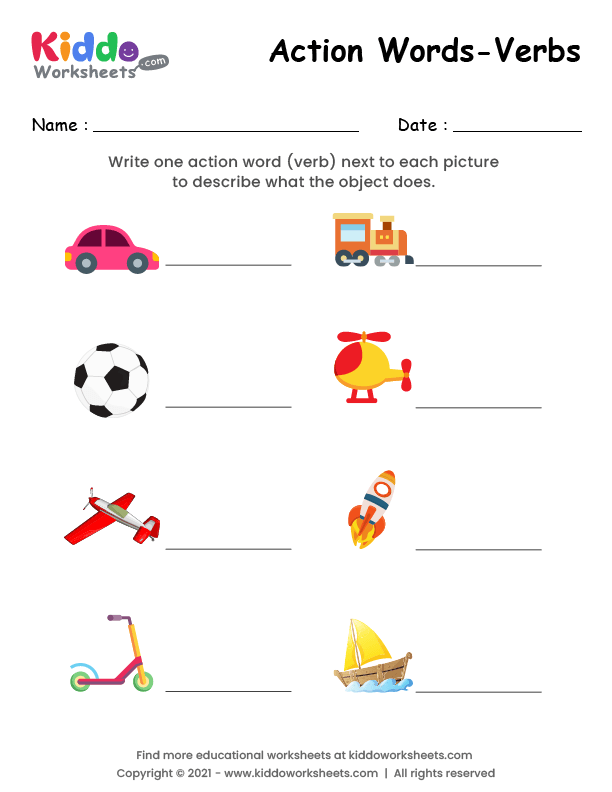 Kiddo
Worksheets.com
Action Words-Verbs
Name :
Date :
Write one action word (verb) next to each picture
to describe what the object does.
Find more educational worksheets at kiddoworksheets.com
Copyright © 2021 - www.kiddoworksheets.com | All rights reserved